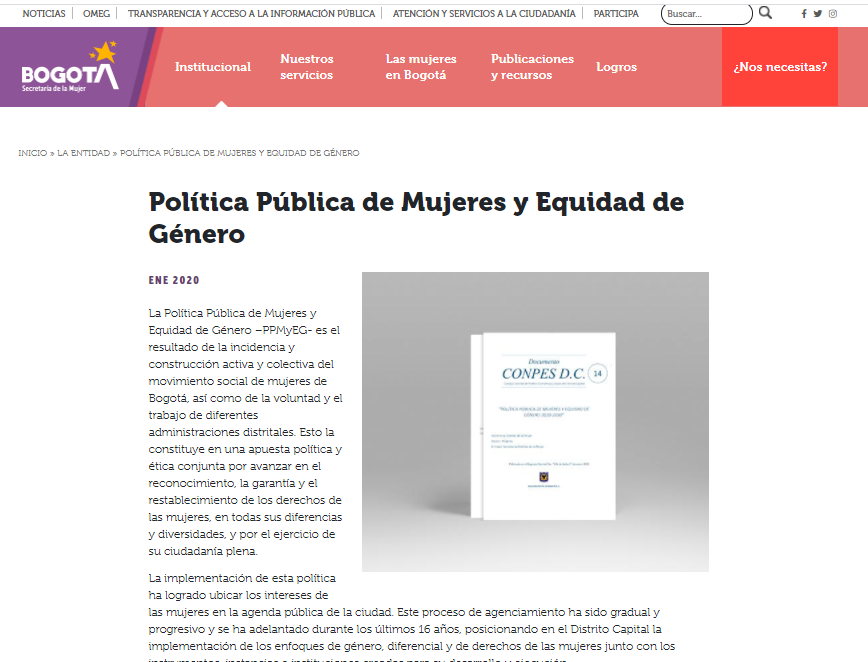 NOTICIAS
OMEG
TRANSPARENCIA Y ACCESO A LA INFORMACIÓN PÚBLICA
ATENCIÓN Y SERVICIOS A LA CIUDADANÍA
PARTICIPA
Buscar...
BOGOTÁ
Secretaría de la Mujer
Institucional
Nuestros
servicios
Las mujeres
en Bogotá
Publicaciones
y recursos
Logros
¿Nos necesitas?
INICIO » LA ENTIDAD » POLÍTICA PÚBLICA DE MUJERES Y EQUIDAD DE GÉNERO
Política Pública de Mujeres y Equidad de
Género
ENE 2020
La Política Pública de Mujeres y
Equidad de Género –PPMyEG- es el
resultado de la incidencia y
construcción activa y colectiva del
movimiento social de mujeres de
Bogotá, así como de la voluntad y el
trabajo de diferentes
administraciones distritales. Esto la
constituye en una apuesta política y
ética conjunta por avanzar en el
reconocimiento, la garantía y el
restablecimiento de los derechos de
las mujeres, en todas sus diferencias
y diversidades, y por el ejercicio de
su ciudadanía plena.
Documento
CONPES D.C.
14
"POLÍTICA PÚBLICA DE MUJERES Y EQUIDAD DE
GÉNERO 2020-2030"
La implementación de esta política
ha logrado ubicar los intereses de
las mujeres en la agenda pública de la ciudad. Este proceso de agenciamiento ha sido gradual y
progresivo y se ha adelantado durante los últimos 16 años, posicionando en el Distrito Capital la
implementación de los enfoques de género, diferencial y de derechos de las mujeres junto con los